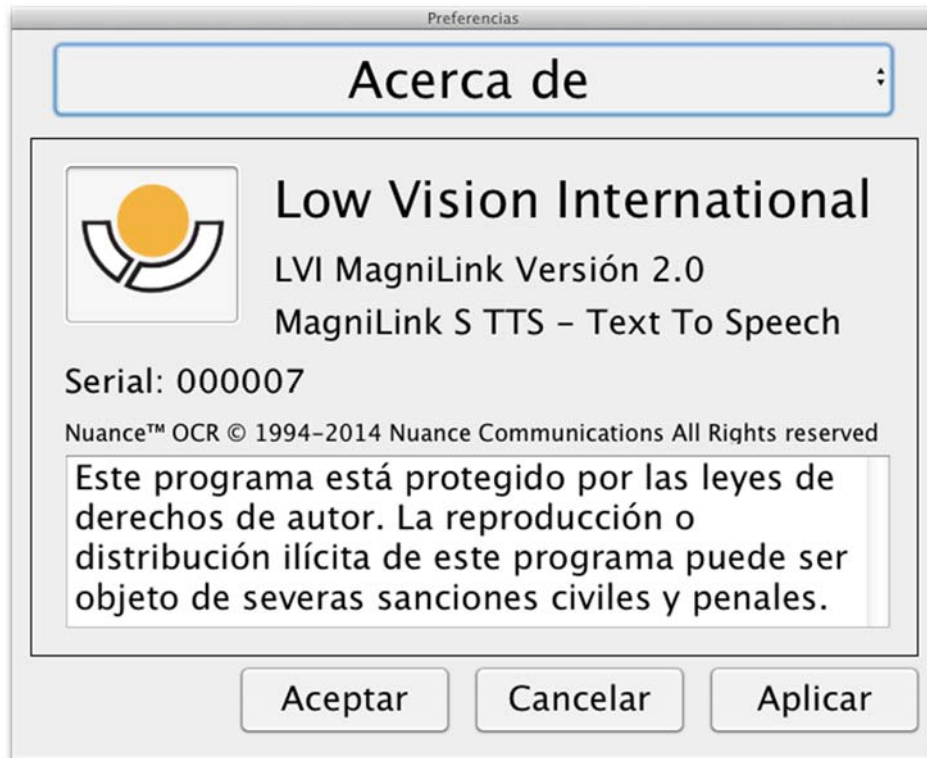 Preferencias
Acerca de
Low Vision International
LVI MagniLink Versión 2.0
MagniLink S TTS – Text To Speech
Serial: 000007
Nuance™ OCR © 1994–2014 Nuance Communications All Rights reserved
Este programa está protegido por las leyes de
derechos de autor. La reproducción o
distribución ilícita de este programa puede ser
objeto de severas sanciones civiles y penales.
Aceptar Cancelar Aplicar